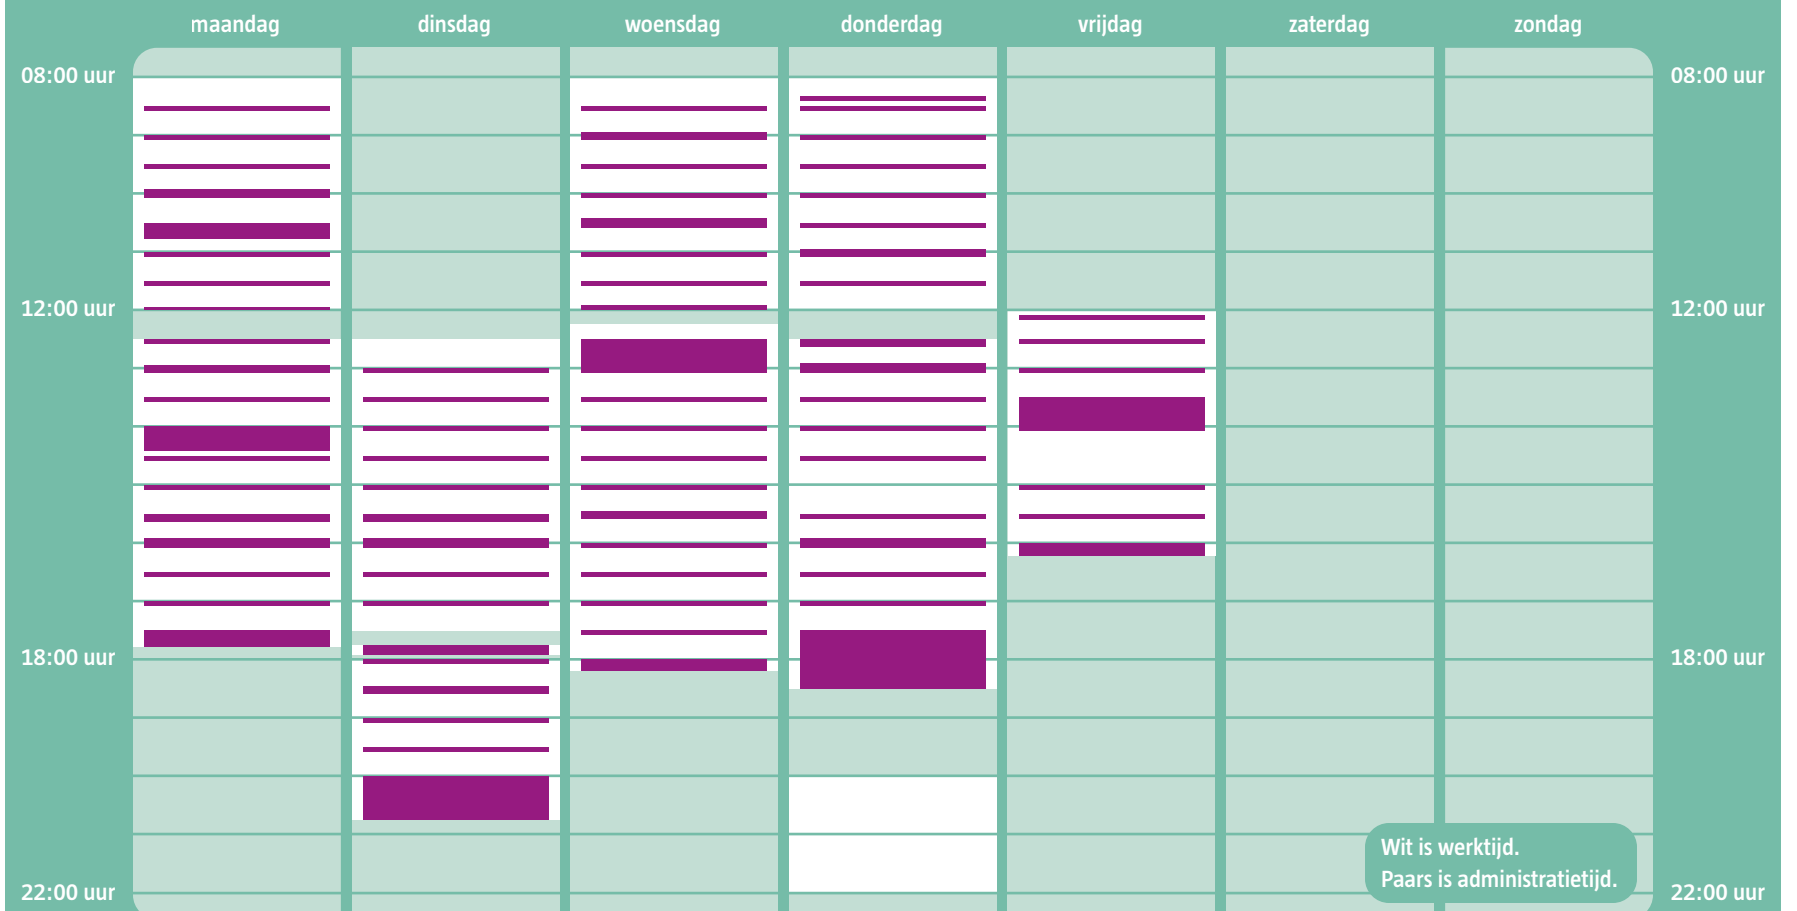 maandag dinsdag woensdag donderdag vrijdag zaterdag zondag
08:00 uur 08:00 uur
12:00 uur 12:00 uur
18:00 uur 18:00 uur
Wit is werktijd.
Paars is administratietijd.
22:00 uur 22:00 uur